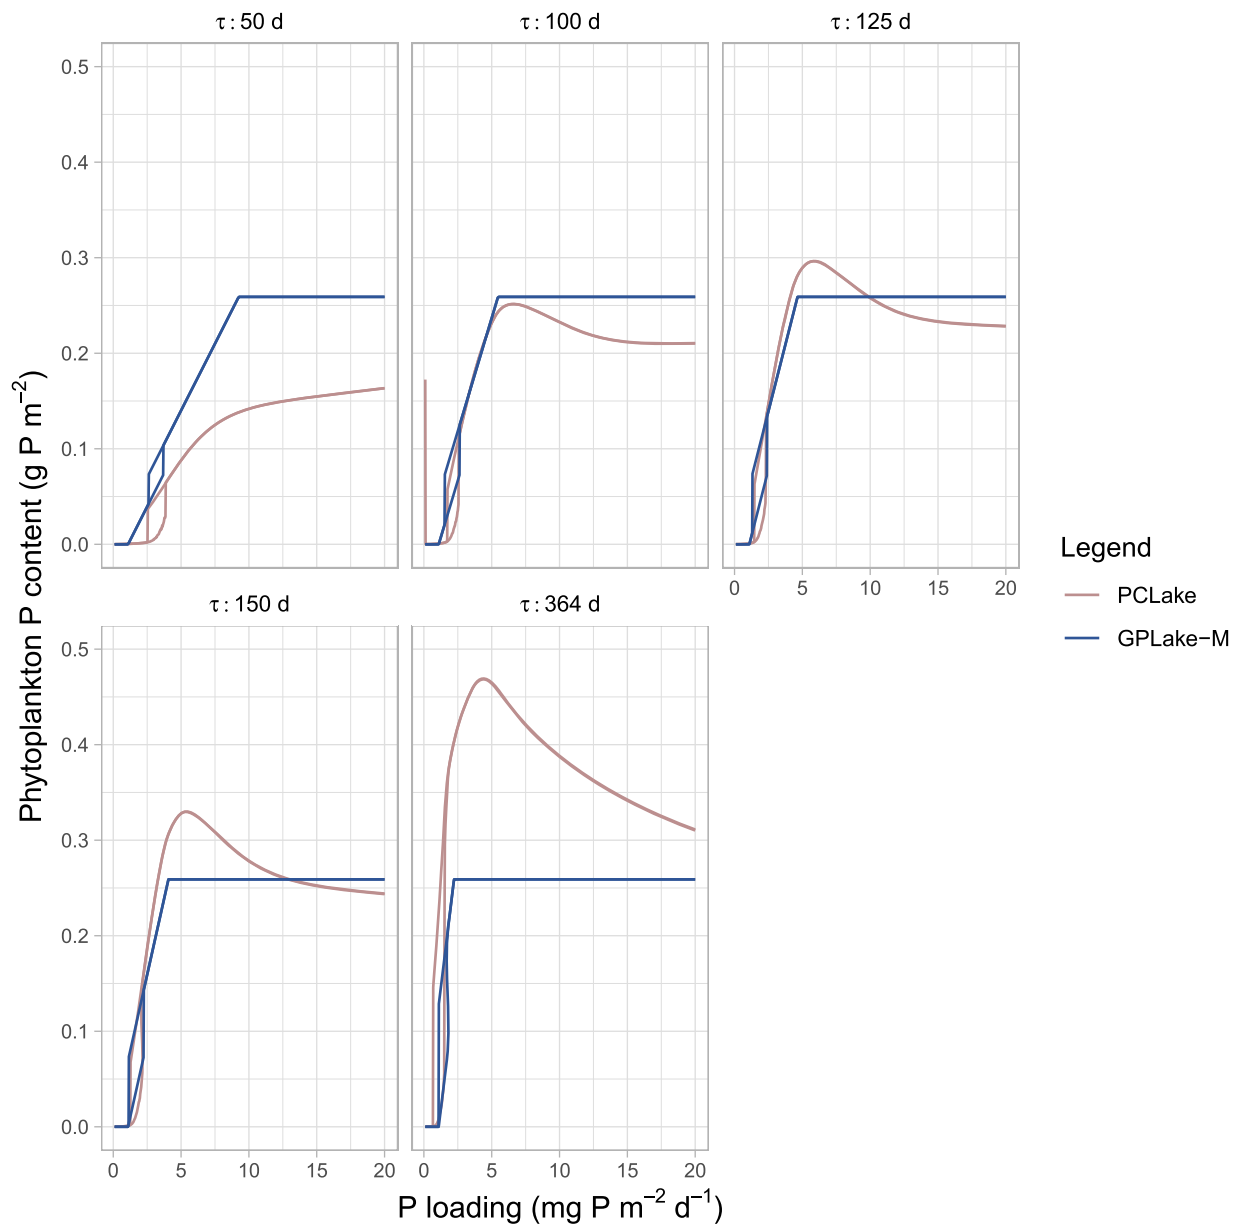 τ : 50 d
τ : 100 d
τ : 125 d
0.5
0.4
0.3
0.2
0.1
0.0
0 5 10 15 20
τ : 150 d
τ : 364 d
0.5
0.4
0.3
0.2
0.1
0.0
0 5 10 15 20
0 5 10 15 20
Phytoplankton P content (g P m⁻²)
P loading (mg P m⁻² d⁻¹)
Legend
PCLake
GPLake−M